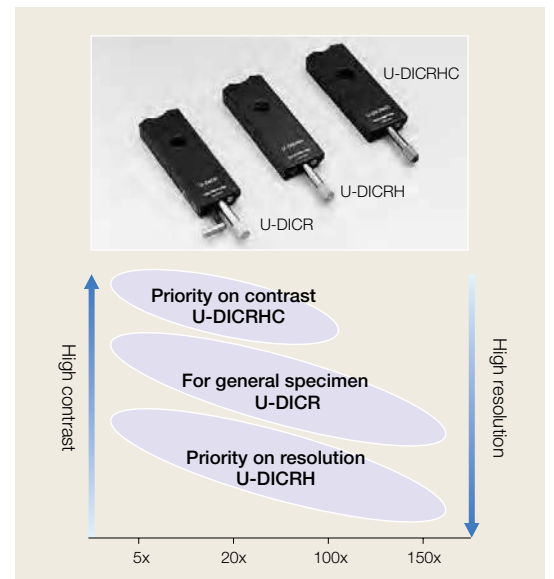 U-DICRHC
U-DICRH
U-DICR
Priority on contrast
U-DICRHC
For general specimen
U-DICR
Priority on resolution
U-DICRH
High contrast
High resolution
5x
20x
100x
150x